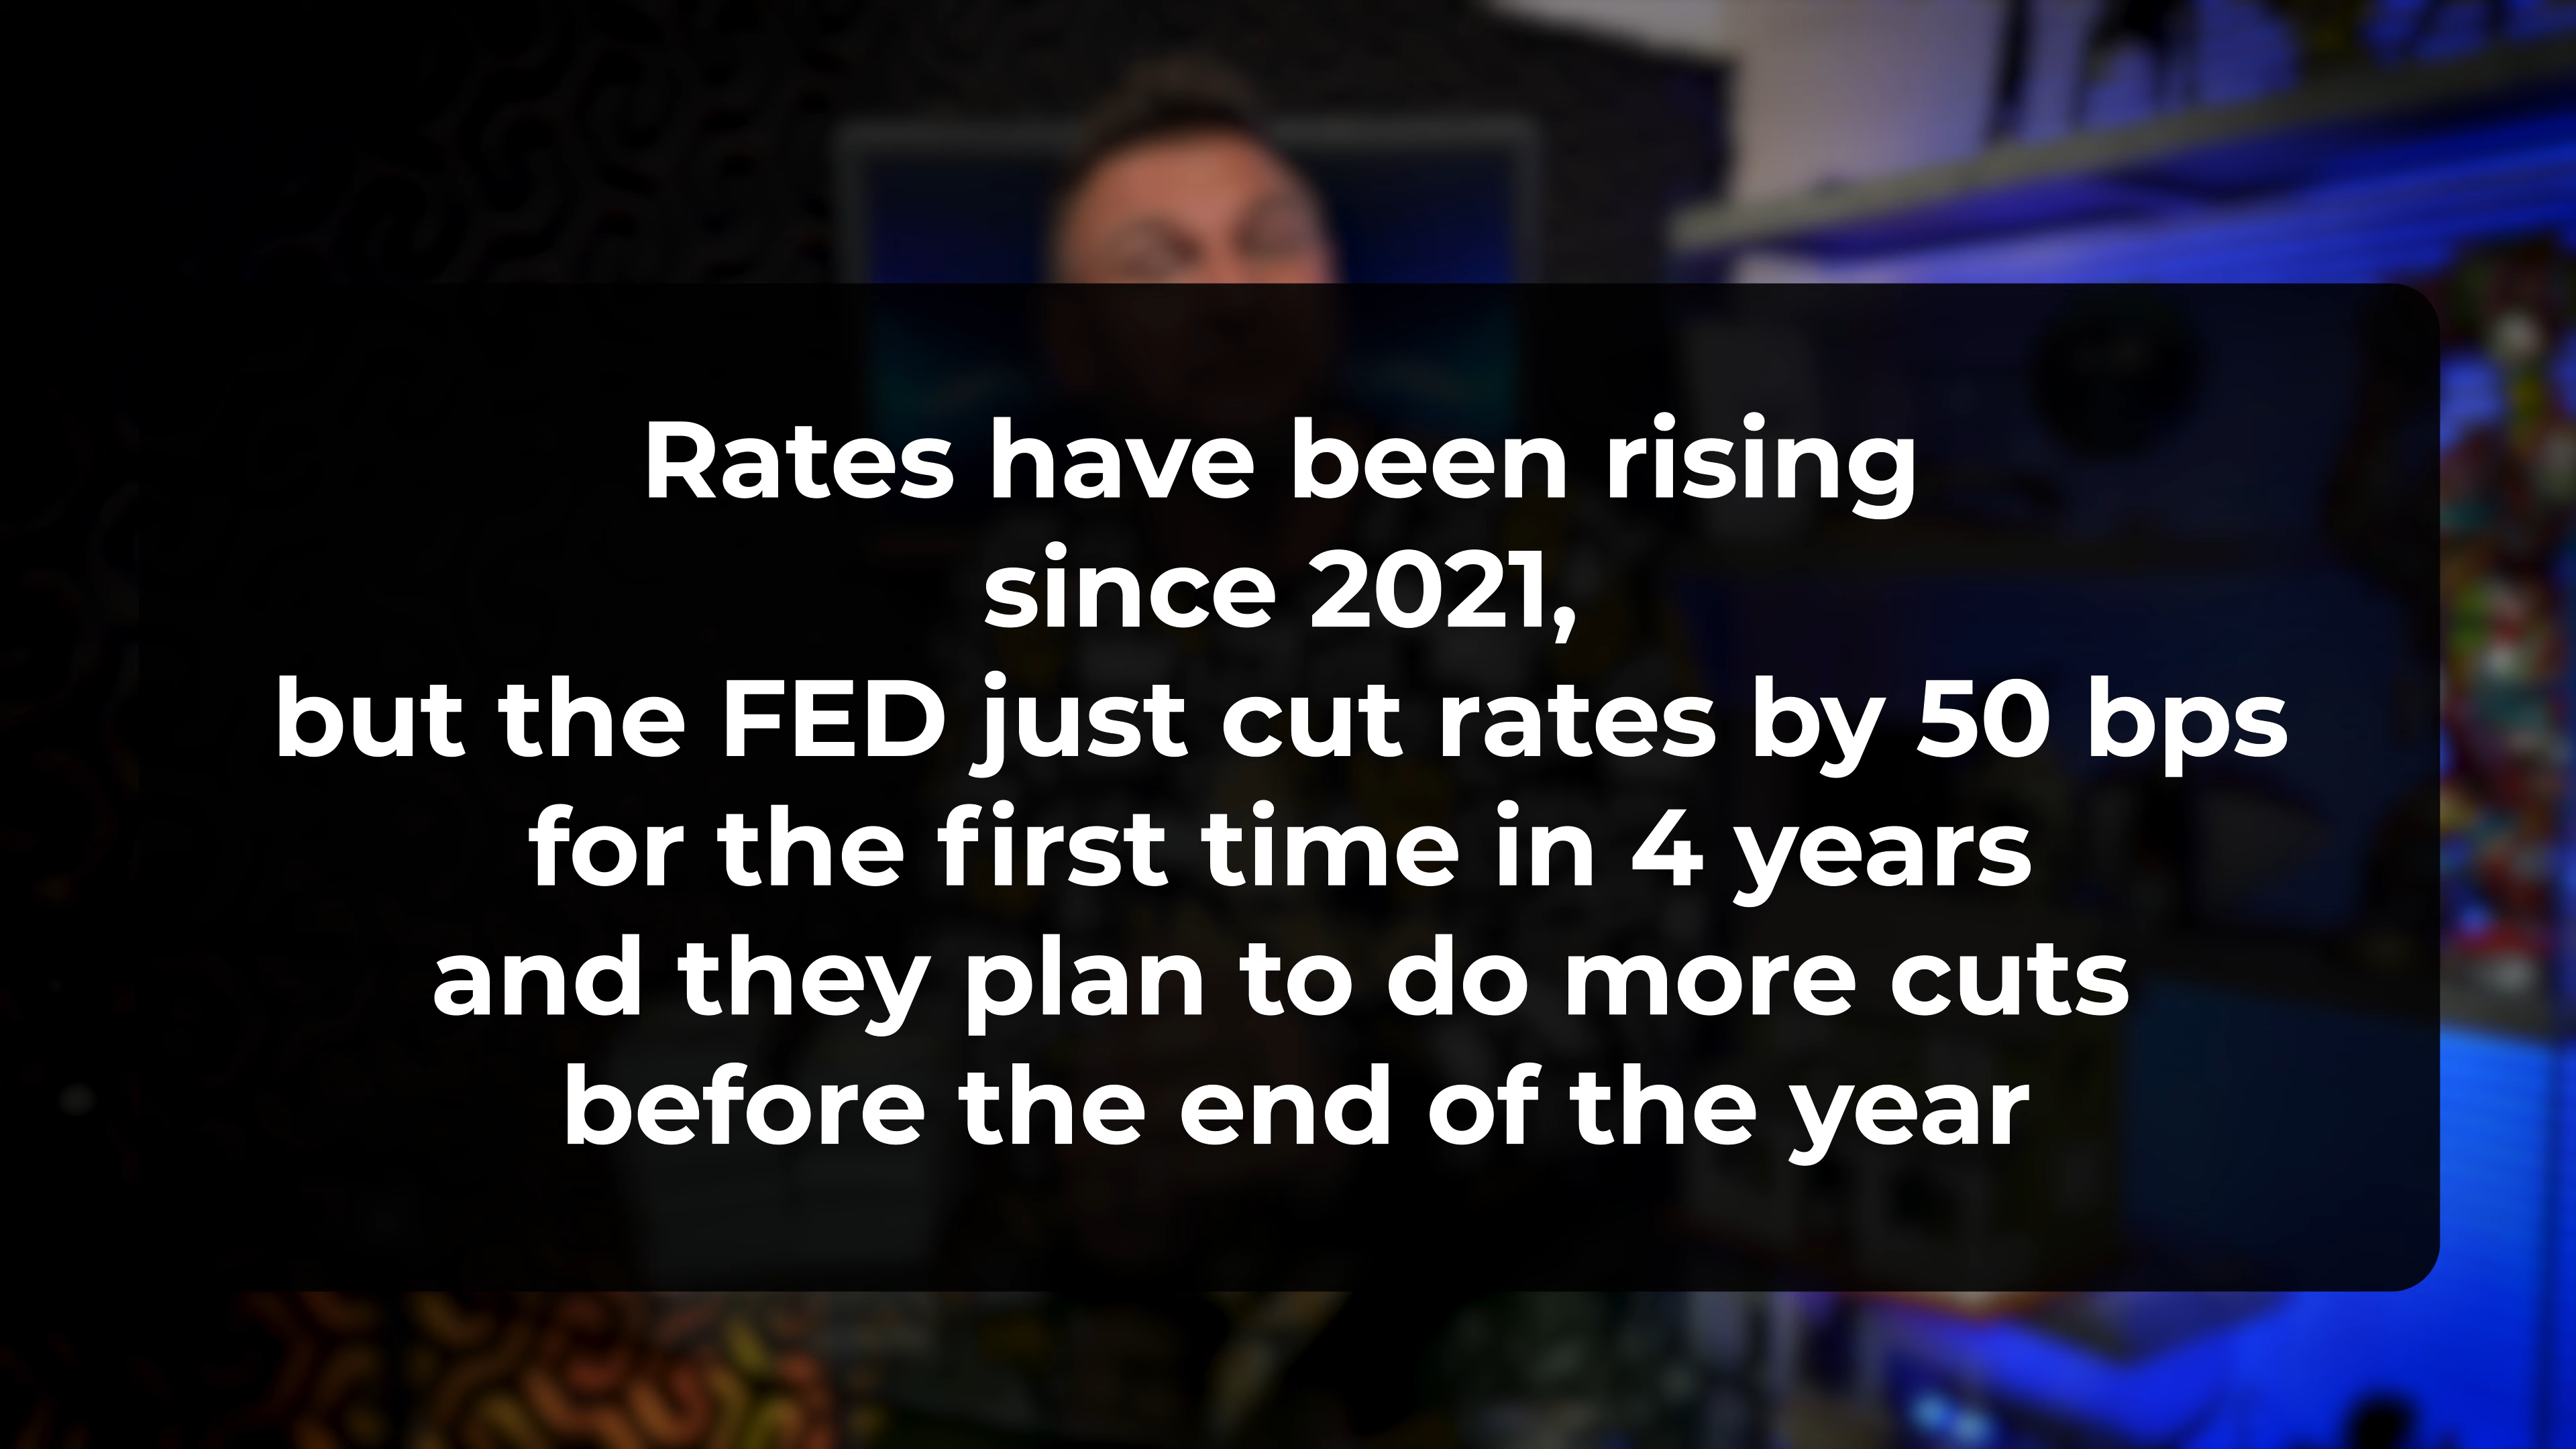 Rates have been rising
since 2021,
but the FED just cut rates by 50 bps
for the first time in 4 years
and they plan to do more cuts
before the end of the year